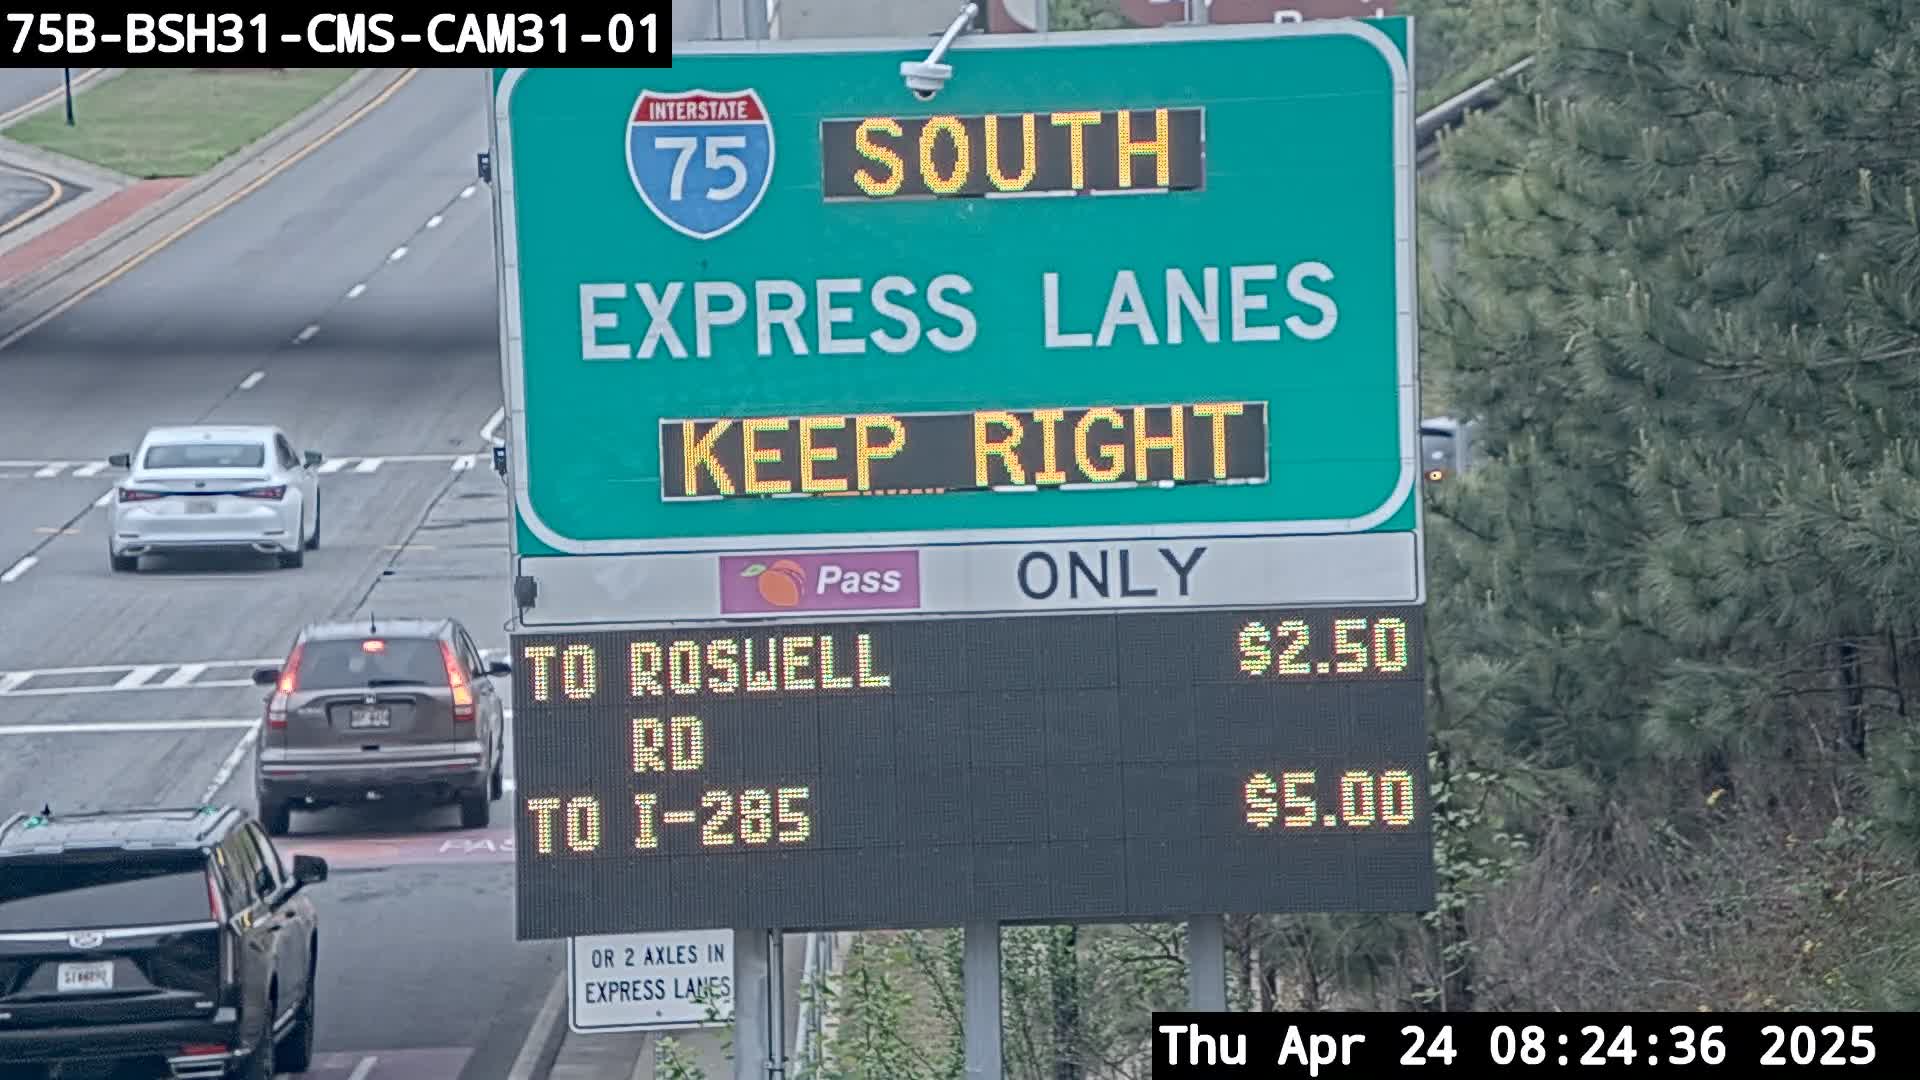 75B-BSH31-CMS-CAM31-01
INTERSTATE
75
SOUTH
EXPRESS LANES
KEEP RIGHT
Pass ONLY
TO ROSWELL $2.50
RD
TO I-285 $5.00
OR 2 AXLES IN
EXPRESS LANES
Thu Apr 24 08:24:36 2025